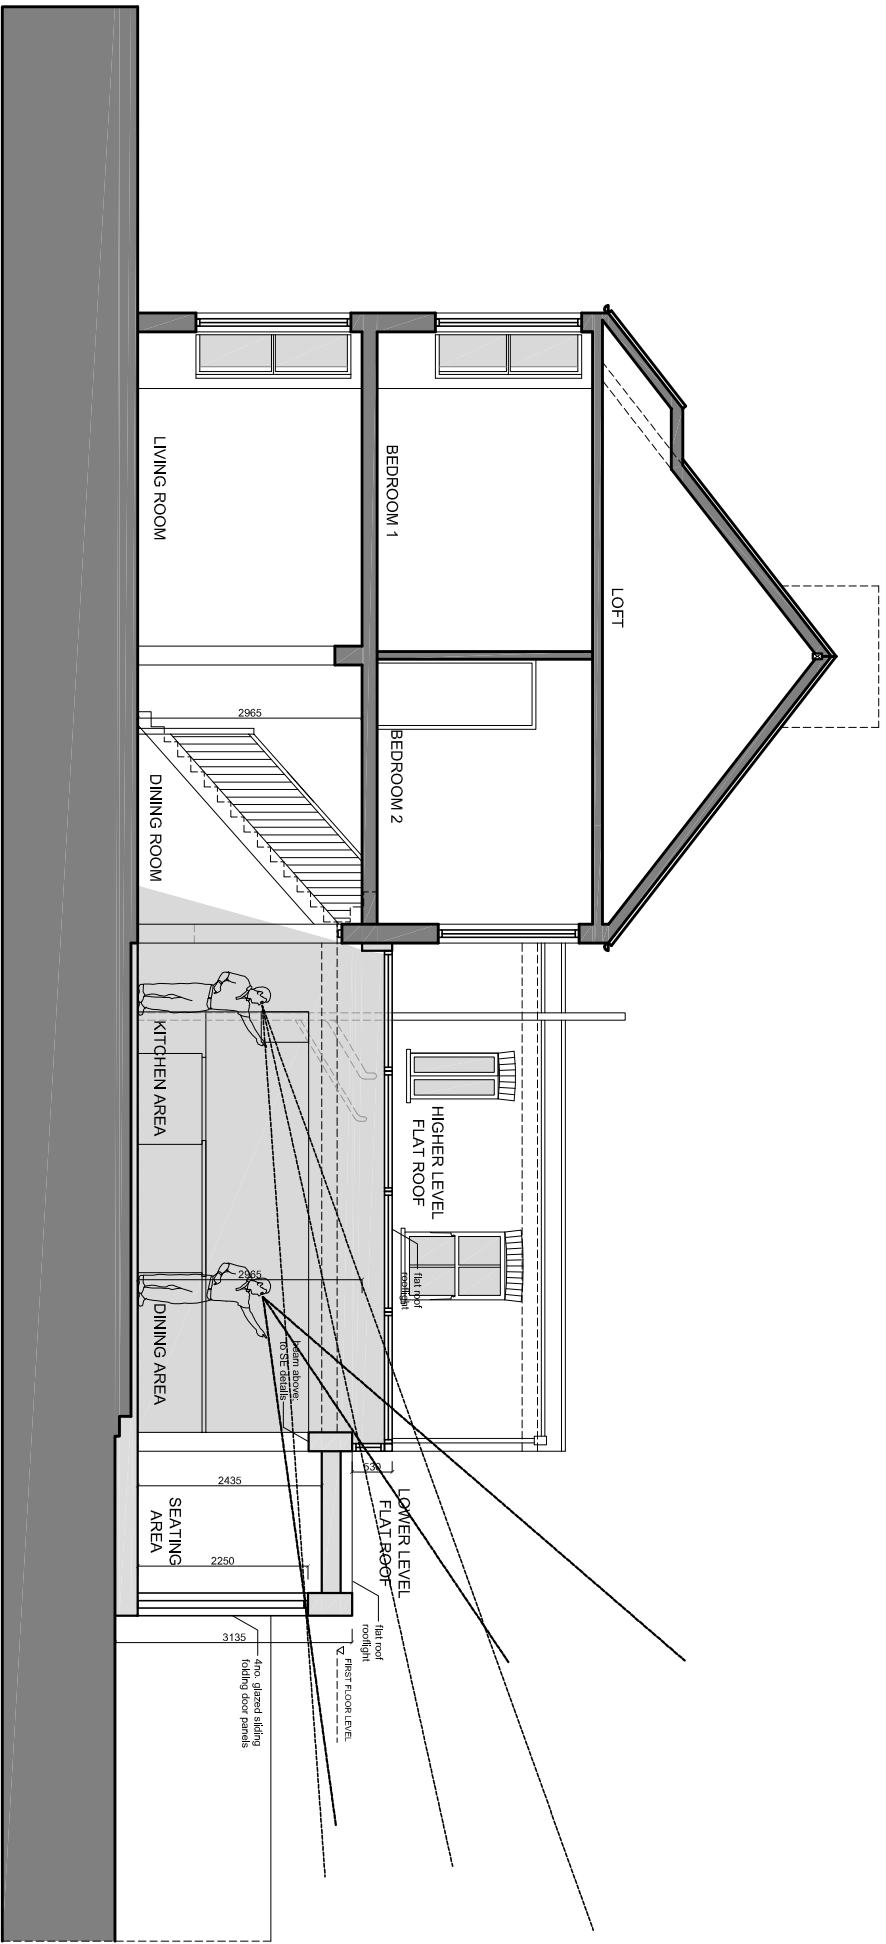 LOFT
BEDROOM 1
BEDROOM 2
LIVING ROOM
2965
DINING ROOM
HIGHER LEVEL
FLAT ROOF
flat roof
rooflight
KITCHEN AREA
2965
DINING AREA
beam above:
to SE details
530
LOWER LEVEL
FLAT ROOF
2435
2250
SEATING
AREA
flat roof
rooflight
FIRST FLOOR LEVEL
3135
4no. glazed sliding
folding door panels